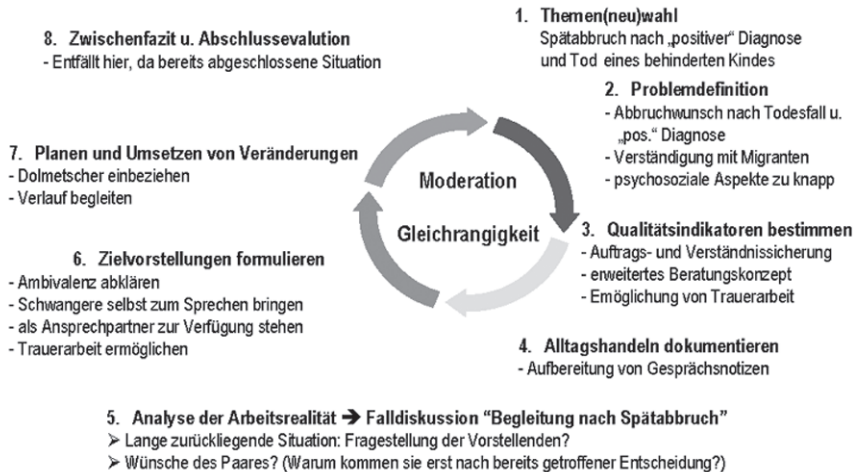 1. Themen(neu)wahl
Spätabbruch nach „positiver“ Diagnose
und Tod eines behinderten Kindes
2. Problemdefinition
- Abbruchwunsch nach Todesfall u.
„pos.“ Diagnose
- Verständigung mit Migranten
- psychosoziale Aspekte zu knapp
3. Qualitätsindikatoren bestimmen
- Auftrags- und Verständnissicherung
- erweitertes Beratungskonzept
- Emöglichung von Trauerarbeit
4. Alltagshandeln dokumentieren
- Aufbereitung von Gesprächsnotizen
5. Analyse der Arbeitsrealität ➔ Falldiskussion “Begleitung nach Spätabbruch”
➢ Lange zurückliegende Situation: Fragestellung der Vorstellenden?
➢ Wünsche des Paares? (Warum kommen sie erst nach bereits getroffener Entscheidung?)
6. Zielvorstellungen formulieren
- Ambivalenz abklären
- Schwangere selbst zum Sprechen bringen
- als Ansprechpartner zur Verfügung stehen
- Trauerarbeit ermöglichen
7. Planen und Umsetzen von Veränderungen
- Dolmetscher einbeziehen
- Verlauf begleiten
8. Zwischenfazit u. Abschlussevalution
- Entfällt hier, da bereits abgeschlossene Situation
Moderation
Gleichrangigkeit